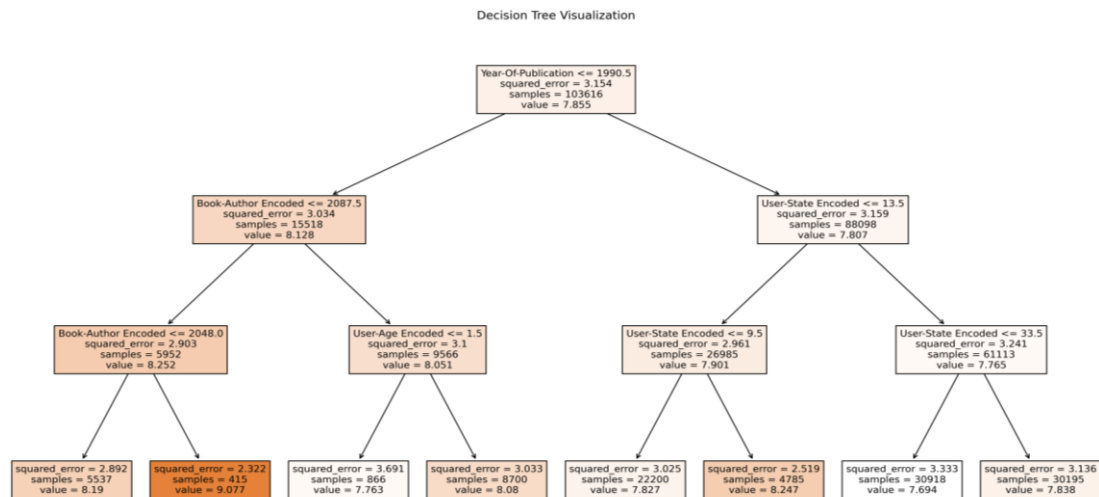 Decision Tree Visualization
Year-Of-Publication <= 1990.5
squared_error = 3.154
samples = 103616
value = 7.855
Book-Author Encoded <= 2087.5
squared_error = 3.034
samples = 15518
value = 8.128
User-State Encoded <= 13.5
squared_error = 3.159
samples = 88098
value = 7.807
Book-Author Encoded <= 2048.0
squared_error = 2.903
samples = 5952
value = 8.252
User-Age Encoded <= 1.5
squared_error = 3.1
samples = 9566
value = 8.051
User-State Encoded <= 9.5
squared_error = 2.961
samples = 26985
value = 7.901
User-State Encoded <= 33.5
squared_error = 3.241
samples = 61113
value = 7.765
squared_error = 2.892
samples = 5537
value = 8.19
squared_error = 2.322
samples = 415
value = 9.077
squared_error = 3.691
samples = 866
value = 7.763
squared_error = 3.033
samples = 8700
value = 8.08
squared_error = 3.025
samples = 22200
value = 7.827
squared_error = 2.519
samples = 4785
value = 8.247
squared_error = 3.333
samples = 30918
value = 7.694
squared_error = 3.136
samples = 30195
value = 7.838